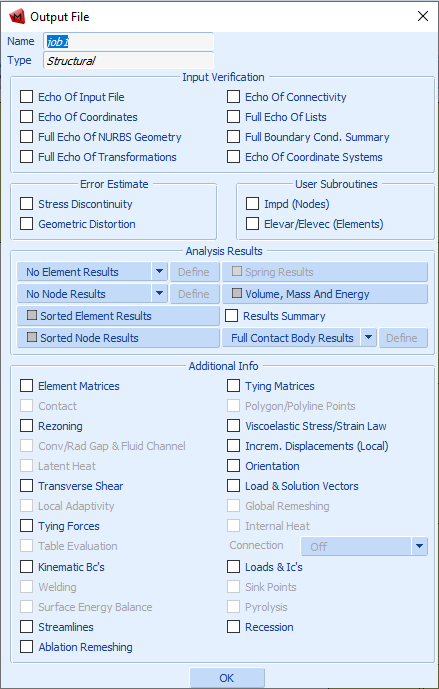 Output File
Name job1
Type Structural
Input Verification
Echo Of Input File Echo Of Connectivity
Echo Of Coordinates Full Echo Of Lists
Full Echo Of NURBS Geometry Full Boundary Cond. Summary
Full Echo Of Transformations Echo Of Coordinate Systems
Error Estimate User Subroutines
Stress Discontinuity Impd (Nodes)
Geometric Distortion Elevar/Elevec (Elements)
Analysis Results
No Element Results Define Spring Results
No Node Results Define Volume, Mass And Energy
Sorted Element Results Results Summary
Sorted Node Results Full Contact Body Results Define
Additional Info
Element Matrices Tying Matrices
Contact Polygon/Polyline Points
Rezoning Viscoelastic Stress/Strain Law
Conv/Rad Gap & Fluid Channel Increm. Displacements (Local)
Latent Heat Orientation
Transverse Shear Load & Solution Vectors
Local Adaptivity Global Remeshing
Tying Forces Internal Heat
Table Evaluation Connection Off
Kinematic Bc's Loads & Ic's
Welding Sink Points
Surface Energy Balance Pyrolysis
Streamlines Recession
Ablation Remeshing
OK